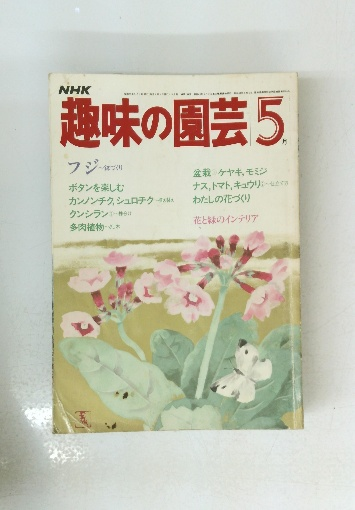 NHK
趣味の園芸 5月
フジ
ボタンを楽しむ
カンノンチク,シュロチク
クンシラン
多肉植物
盆栽―ケヤキ,モミジ
ナス,トマト,キュウリ
わたしの花づくり
花と緑のインテリア